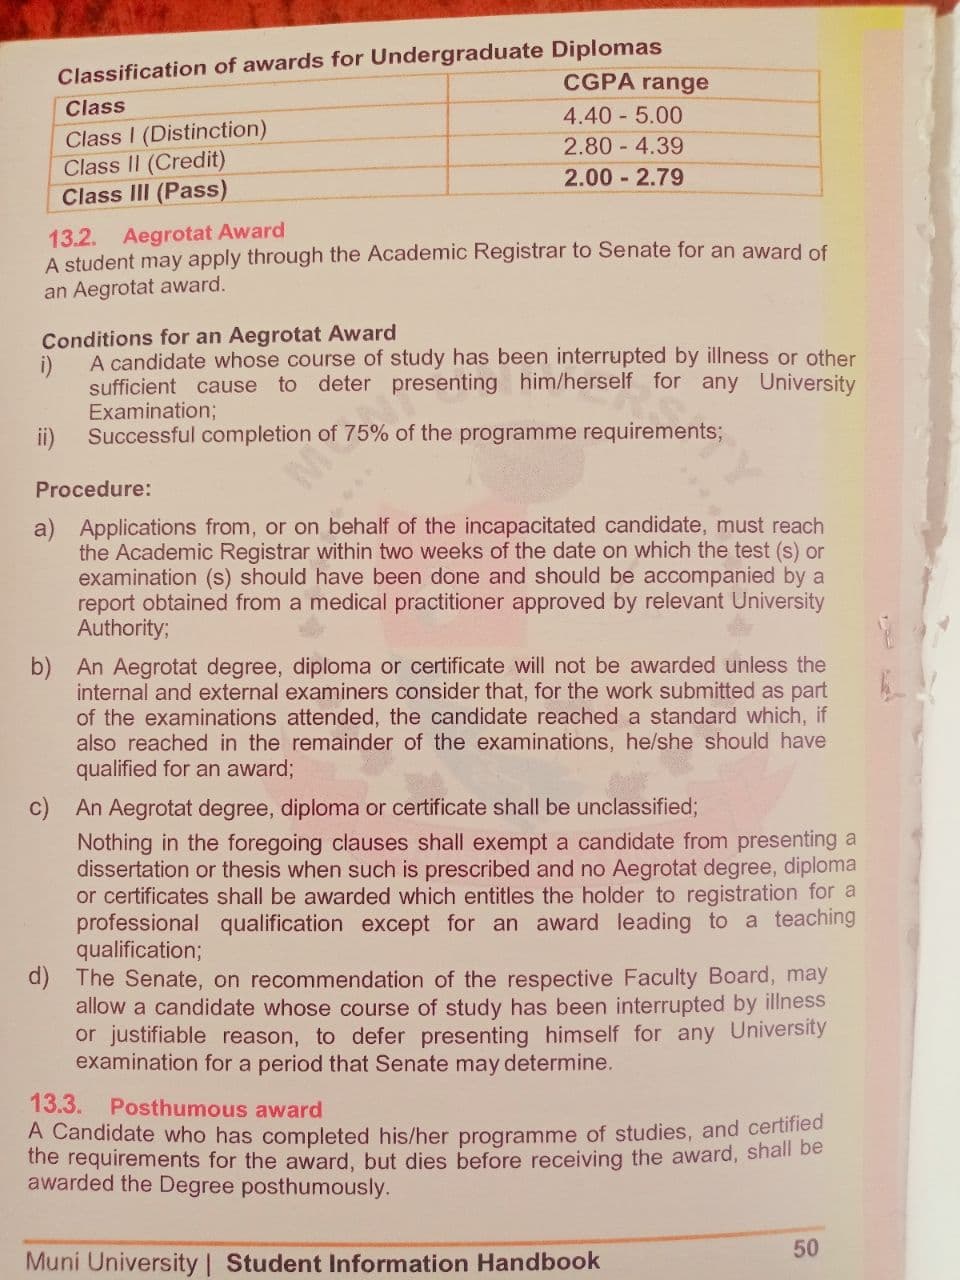 Classification of awards for Undergraduate Diplomas
Class CGPA range
Class I (Distinction) 4.40 - 5.00
Class II (Credit) 2.80 - 4.39
Class III (Pass) 2.00 - 2.79
13.2. Aegrotat Award
A student may apply through the Academic Registrar to Senate for an award of
an Aegrotat award.
Conditions for an Aegrotat Award
i) A candidate whose course of study has been interrupted by illness or other
sufficient cause to deter presenting him/herself for any University
Examination;
ii) Successful completion of 75% of the programme requirements;
Procedure:
a) Applications from, or on behalf of the incapacitated candidate, must reach
the Academic Registrar within two weeks of the date on which the test (s) or
examination (s) should have been done and should be accompanied by a
report obtained from a medical practitioner approved by relevant University
Authority;
b) An Aegrotat degree, diploma or certificate will not be awarded unless the
internal and external examiners consider that, for the work submitted as part
of the examinations attended, the candidate reached a standard which, if
also reached in the remainder of the examinations, he/she should have
qualified for an award;
c) An Aegrotat degree, diploma or certificate shall be unclassified;
Nothing in the foregoing clauses shall exempt a candidate from presenting a
dissertation or thesis when such is prescribed and no Aegrotat degree, diploma
or certificates shall be awarded which entitles the holder to registration for a
professional qualification except for an award leading to a teaching
qualification;
d) The Senate, on recommendation of the respective Faculty Board, may
allow a candidate whose course of study has been interrupted by illness
or justifiable reason, to defer presenting himself for any University
examination for a period that Senate may determine.
13.3. Posthumous award
A Candidate who has completed his/her programme of studies, and certified
the requirements for the award, but dies before receiving the award, shall be
awarded the Degree posthumously.
Muni University | Student Information Handbook 50
MUNI UNIVERSITY